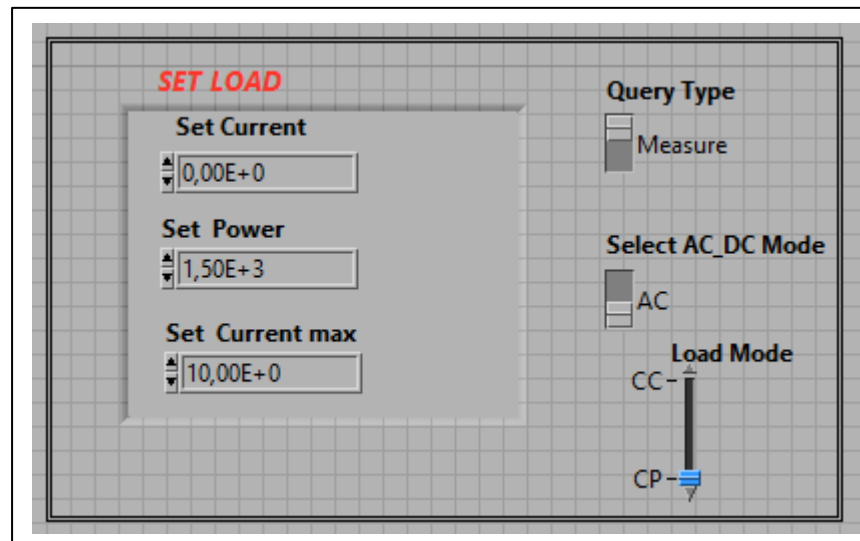 SET LOAD
Set Current
0,00E+0
Set Power
1,50E+3
Set Current max
10,00E+0
Query Type
Measure
Select AC_DC Mode
AC
Load Mode
CC
CP